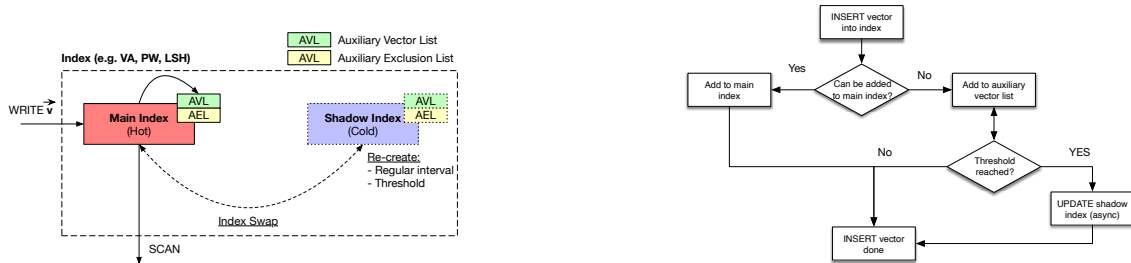 AVL Auxiliary Vector List
AVL Auxiliary Exclusion List
Index (e.g. VA, PW, LSH)
WRITE v
AVL
AEL
Main Index
(Hot)
AVL
AEL
Shadow Index
(Cold)
Re-create:
- Regular interval
- Threshold
Index Swap
SCAN
INSERT vector
into index
Yes
Can be added
to main index?
No
Add to main
index
Add to auxiliary
vector list
No
Threshold
reached?
YES
UPDATE shadow
index (async)
INSERT vector
done